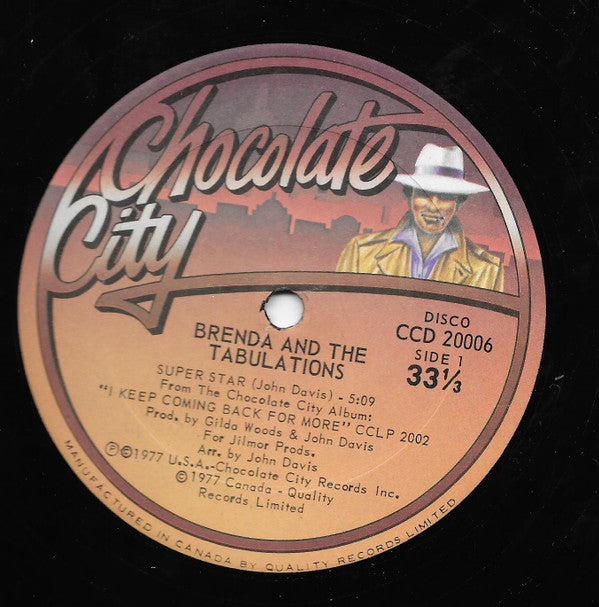 Chocolate
City
DISCO
CCD 20006
SIDE 1
33⅓
BRENDA AND THE
TABULATIONS
SUPER STAR (John Davis) - 5:09
From The Chocolate City Album:
"I KEEP COMING BACK FOR MORE" CCLP 2002
Prod. by Gilda Woods & John Davis
For Jilmor Prods.
Arr. by John Davis
℗©1977 U.S.A.-Chocolate City Records Inc.
©1977 Canada - Quality
Records Limited
MANUFACTURED IN CANADA BY QUALITY RECORDS LIMITED